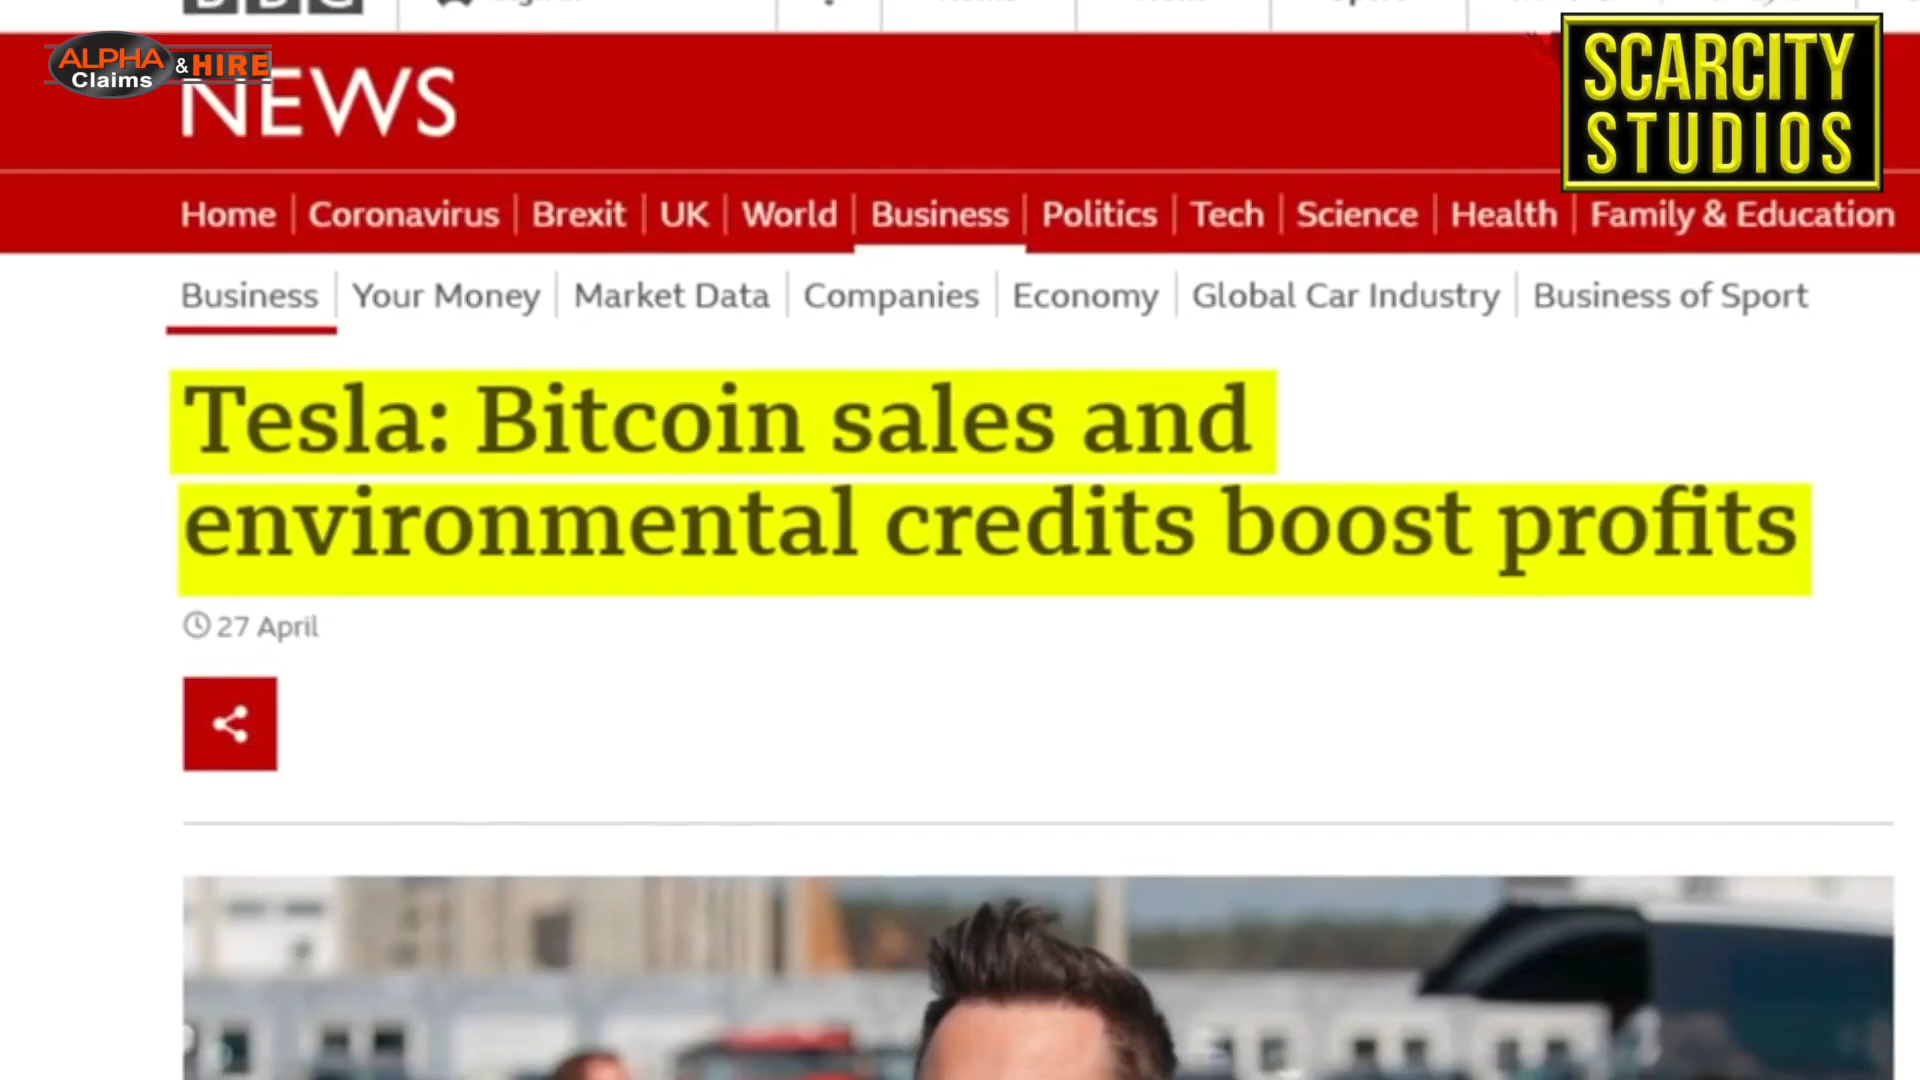 BBC
ALPHA
Claims
& HIRE
NEWS
SCARCITY
STUDIOS
Home
Coronavirus
Brexit
UK
World
Business
Politics
Tech
Science
Health
Family & Education
Business
Your Money
Market Data
Companies
Economy
Global Car Industry
Business of Sport
Tesla: Bitcoin sales and
environmental credits boost profits
27 April